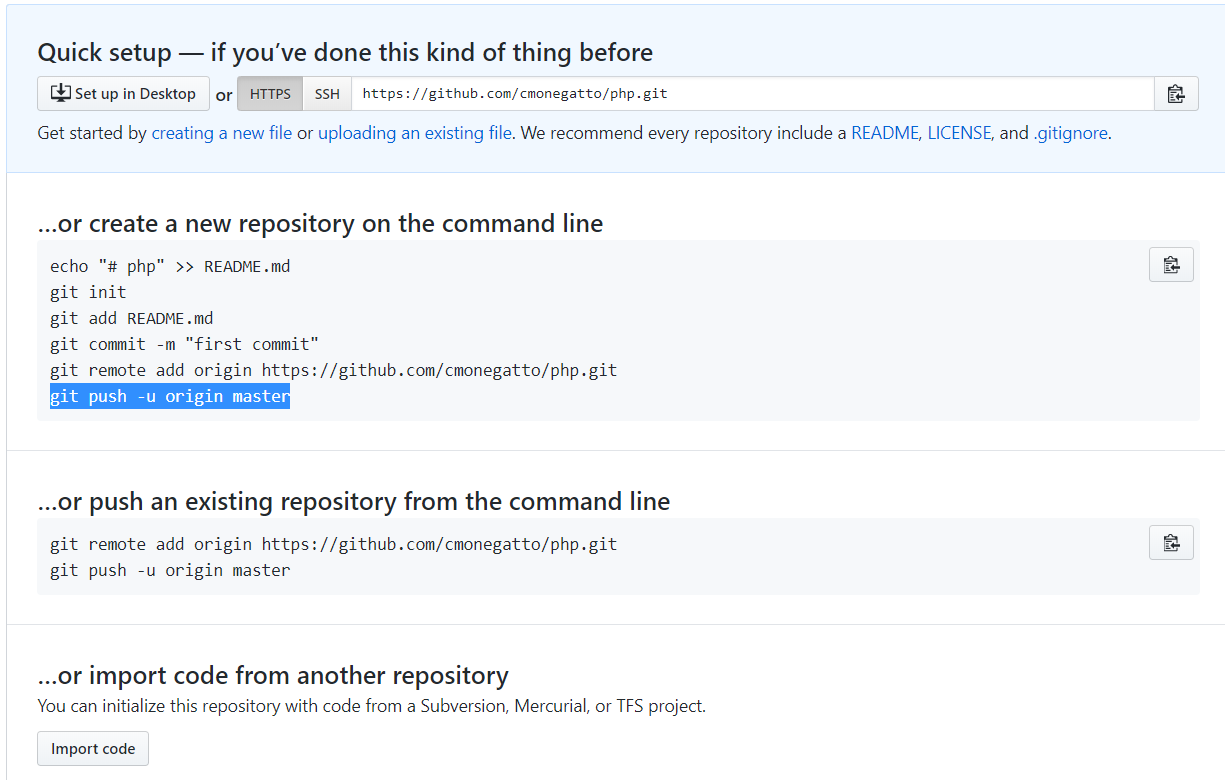 Quick setup — if you’ve done this kind of thing before
Set up in Desktop or HTTPS SSH https://github.com/cmonegatto/php.git
Get started by creating a new file or uploading an existing file. We recommend every repository include a README, LICENSE, and .gitignore.
…or create a new repository on the command line
echo "# php" >> README.md
git init
git add README.md
git commit -m "first commit"
git remote add origin https://github.com/cmonegatto/php.git
git push -u origin master
…or push an existing repository from the command line
git remote add origin https://github.com/cmonegatto/php.git
git push -u origin master
…or import code from another repository
You can initialize this repository with code from a Subversion, Mercurial, or TFS project.
Import code